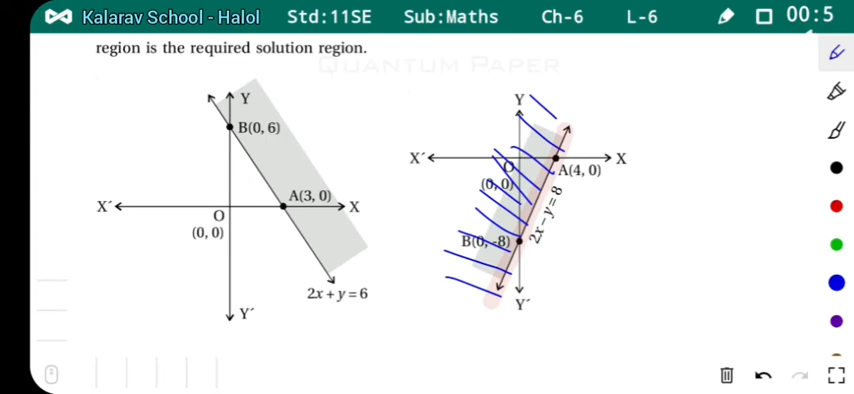 Kalarav School - Halol Std:11SE Sub:Maths Ch-6 L-6 00:5
region is the required solution region.
QUANTUM PAPER
Y
B(0, 6)
A(3, 0)
X´ X
O
(0, 0)
2x + y = 6
Y´
Y
X´ X
O
A(4, 0)
(0, 0)
2x – y = 8
B(0, -8)
Y´